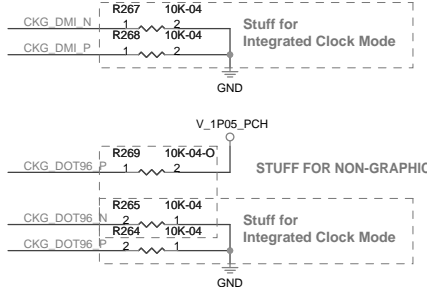 R267 10K-04
CKG_DMI_N 1 2 Stuff for
R268 10K-04 Integrated Clock Mode
CKG_DMI_P 1 2
GND
V_1P05_PCH
R269 10K-04-O
CKG_DOT96_P 1 2 STUFF FOR NON-GRAPHIC
R265 10K-04
CKG_DOT96_N 2 1 Stuff for
R264 10K-04 Integrated Clock Mode
CKG_DOT96_P 2 1
GND